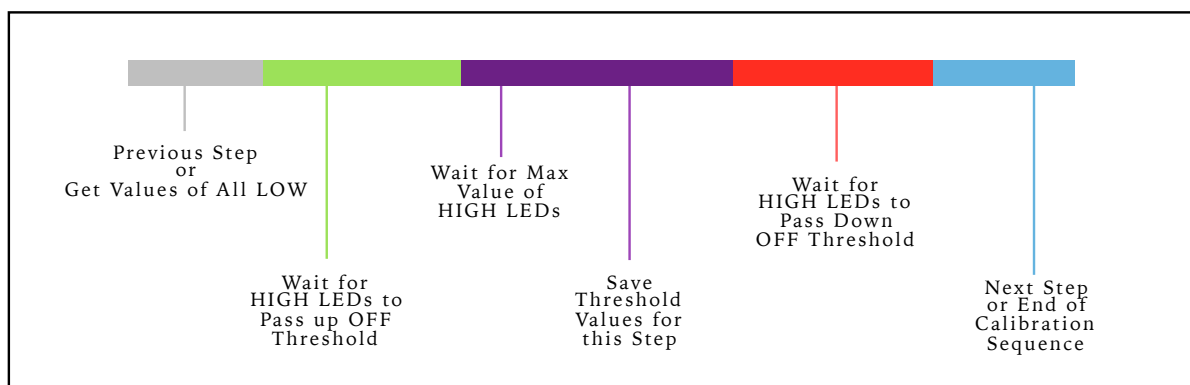 Previous Step
or
Get Values of All LOW
Wait for
HIGH LEDs to
Pass up OFF
Threshold
Wait for Max
Value of
HIGH LEDs
Save
Threshold
Values for
this Step
Wait for
HIGH LEDs to
Pass Down
OFF Threshold
Next Step
or End of
Calibration
Sequence